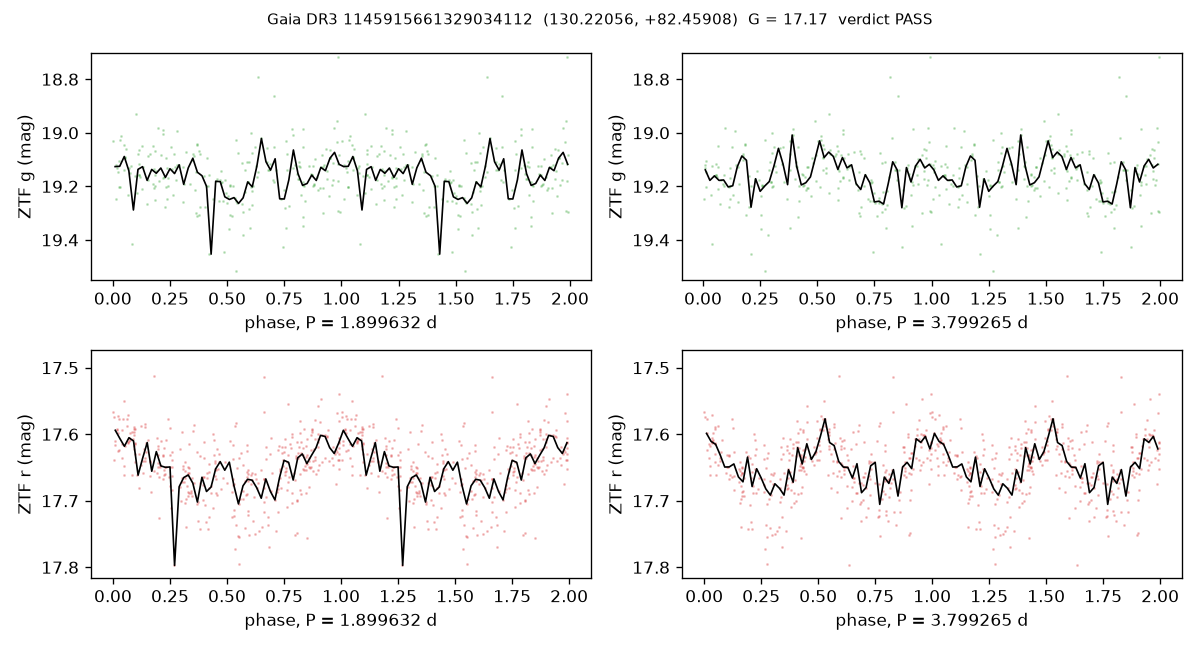 Gaia DR3 1145915661329034112  (130.22056, +82.45908)  G = 17.17  verdict PASS
ZTF g (mag)
18.8
19.0
19.2
19.4
0.00 0.25 0.50 0.75 1.00 1.25 1.50 1.75 2.00
phase, P = 1.899632 d
ZTF g (mag)
18.8
19.0
19.2
19.4
0.00 0.25 0.50 0.75 1.00 1.25 1.50 1.75 2.00
phase, P = 3.799265 d
ZTF r (mag)
17.5
17.6
17.7
17.8
0.00 0.25 0.50 0.75 1.00 1.25 1.50 1.75 2.00
phase, P = 1.899632 d
ZTF r (mag)
17.5
17.6
17.7
17.8
0.00 0.25 0.50 0.75 1.00 1.25 1.50 1.75 2.00
phase, P = 3.799265 d